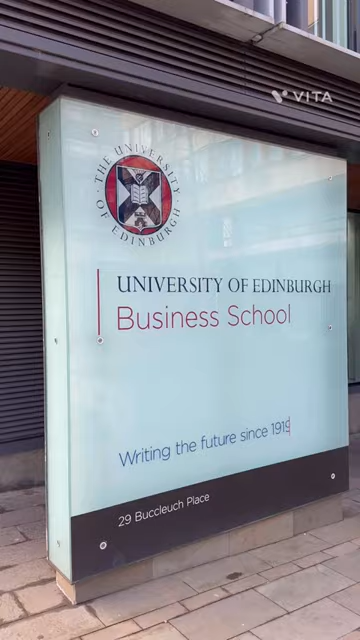 VITA
THE UNIVERSITY OF EDINBURGH
UNIVERSITY OF EDINBURGH
Business School
Writing the future since 1919
29 Buccleuch Place